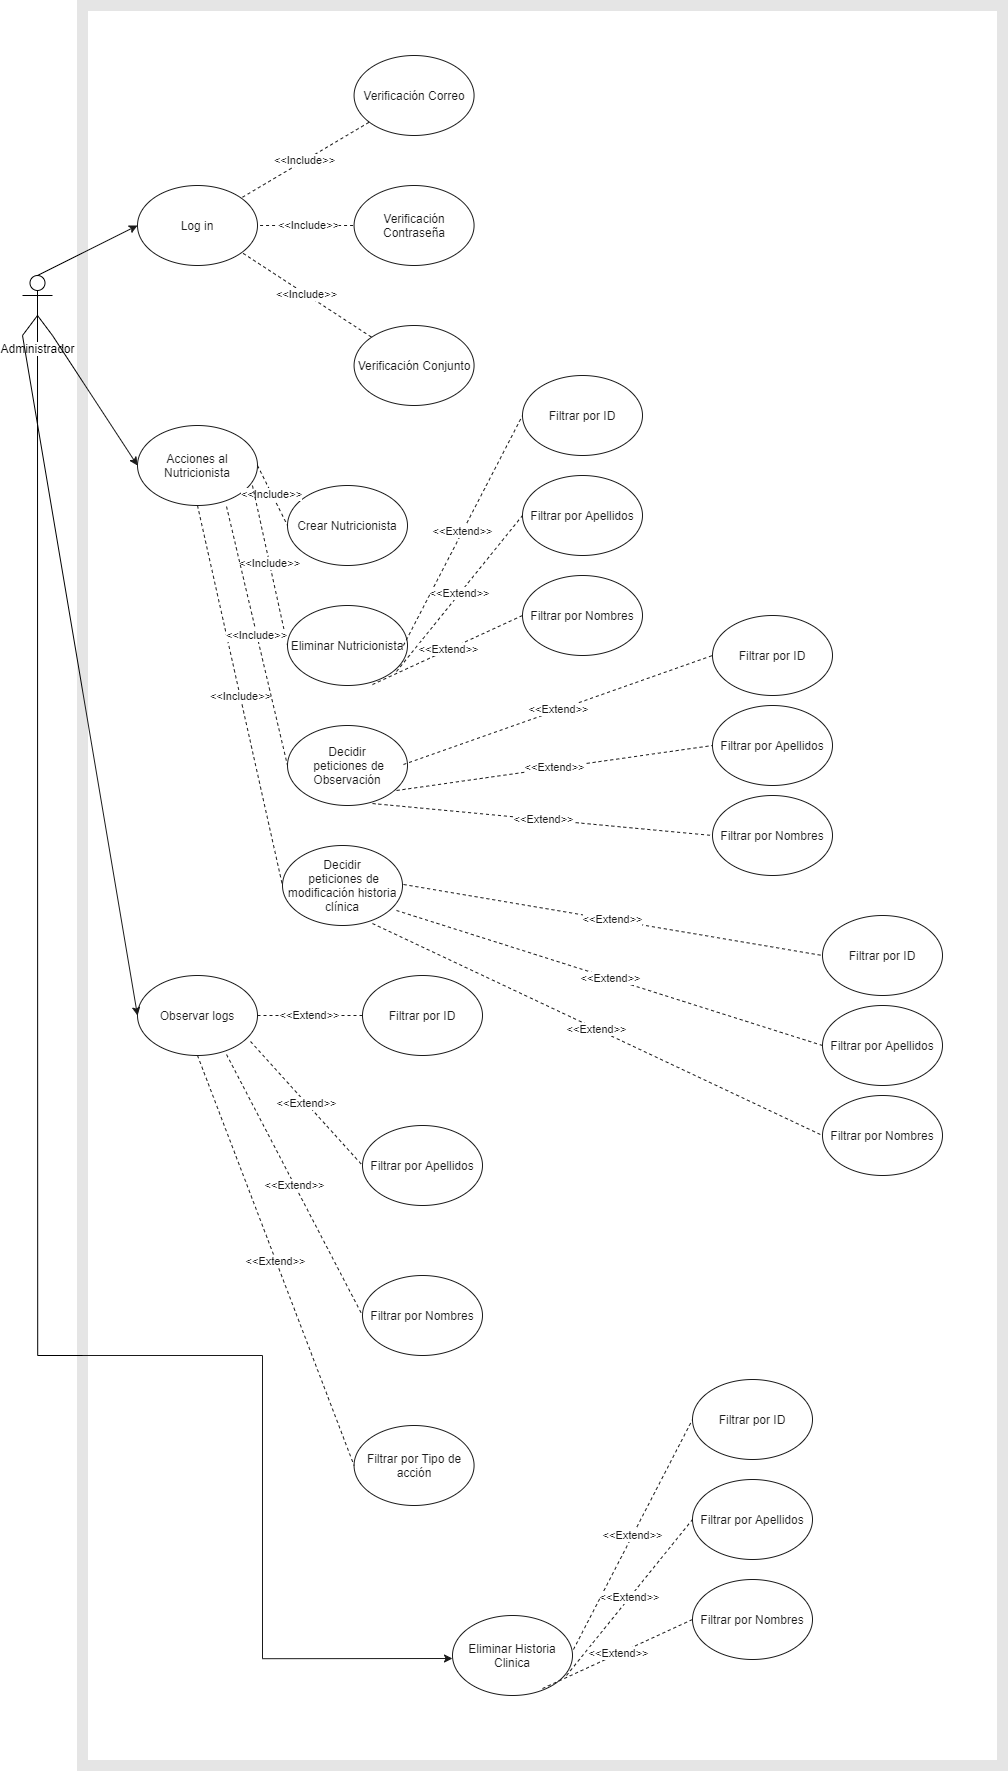 Verificación Correo
<<Include>>
Log in
<<Include>>
Verificación
Contraseña
<<Include>>
Administrador
Verificación Conjunto
Filtrar por ID
Acciones al
Nutricionista
<<Include>>
Crear Nutricionista
Filtrar por Apellidos
<<Extend>>
<<Include>>
<<Extend>>
Filtrar por Nombres
<<Include>>
Eliminar Nutricionista
<<Extend>>
Filtrar por ID
<<Include>>
<<Extend>>
Filtrar por Apellidos
Decidir
peticiones de
Observación
<<Extend>>
<<Extend>>
Filtrar por Nombres
Decidir
peticiones de
modificación historia
clínica
<<Extend>>
Filtrar por ID
<<Extend>>
Observar logs
<<Extend>>
Filtrar por ID
<<Extend>>
Filtrar por Apellidos
<<Extend>>
Filtrar por Nombres
Filtrar por Apellidos
<<Extend>>
<<Extend>>
Filtrar por Nombres
Filtrar por ID
Filtrar por Tipo de
acción
Filtrar por Apellidos
<<Extend>>
<<Extend>>
Filtrar por Nombres
Eliminar Historia
Clinica
<<Extend>>